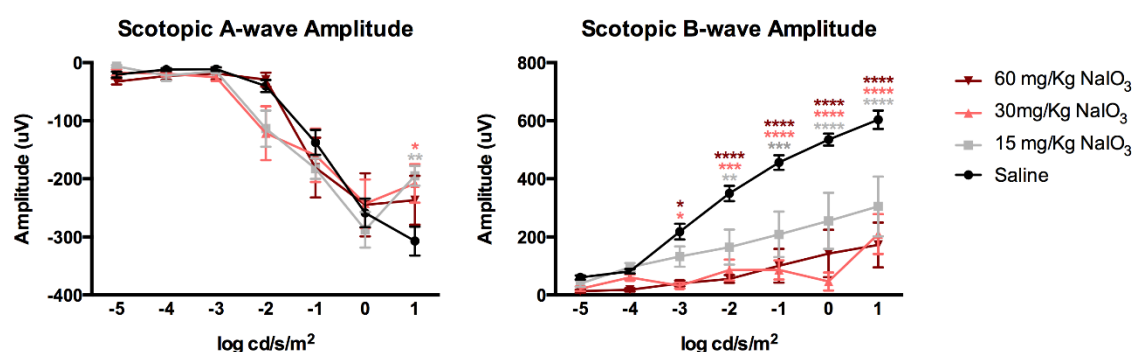 Scotopic A-wave Amplitude
Amplitude (uV)
0
-100
-200
-300
-400
-5 -4 -3 -2 -1 0 1
log cd/s/m²
*
**
Scotopic B-wave Amplitude
Amplitude (uV)
800
600
400
200
0
-5 -4 -3 -2 -1 0 1
log cd/s/m²
*
*
****
***
**
****
****
***
****
****
****
****
****
****
60 mg/Kg NaIO₃
30mg/Kg NaIO₃
15 mg/Kg NaIO₃
Saline